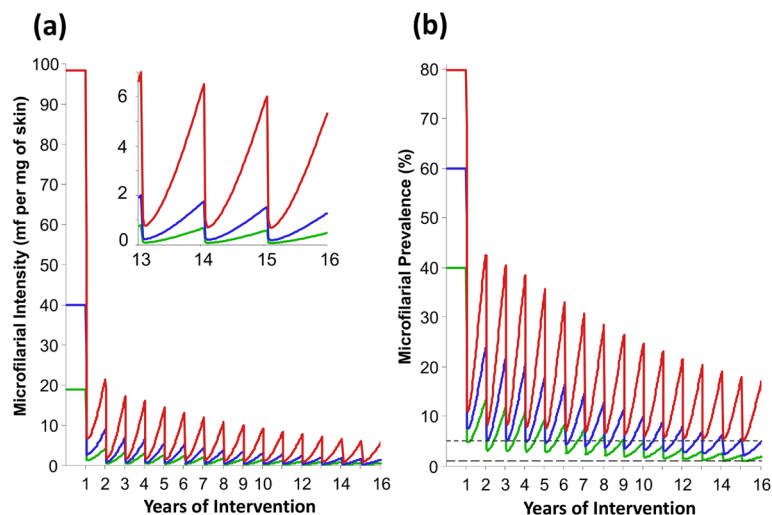 (a)
Microfilarial Intensity (mf per mg of skin)
100
90
80
70
60
50
40
30
20
10
0
1 2 3 4 5 6 7 8 9 10 11 12 13 14 16
Years of Intervention
6
4
2
0
13 14 15 16
(b)
Microfilarial Prevalence (%)
80
70
60
50
40
30
20
10
5
0
1 2 3 4 5 6 7 8 9 10 11 12 14 16
Years of Intervention